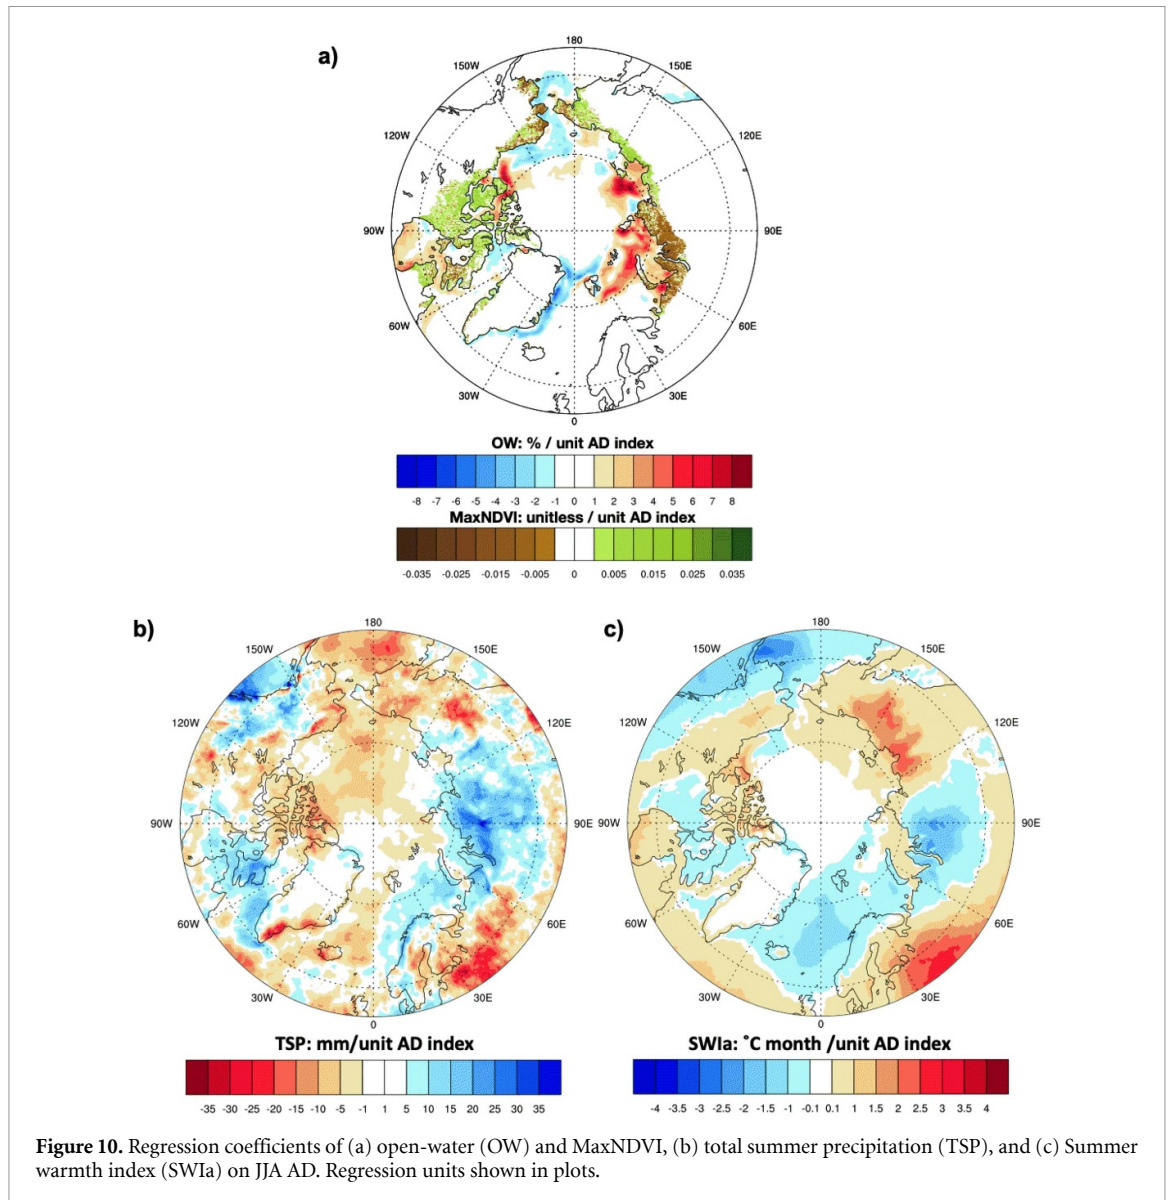 a)
180
150W
150E
120W
120E
90W
90E
60W
60E
30W
30E
0
OW: % / unit AD index
-8 -7 -6 -5 -4 -3 -2 -1 0 1 2 3 4 5 6 7 8
MaxNDVI: unitless / unit AD index
-0.035 -0.025 -0.015 -0.005 0 0.005 0.015 0.025 0.035
b)
180
150W
150E
120W
120E
90W
90E
60W
60E
30W
30E
0
TSP: mm/unit AD index
-35 -30 -25 -20 -15 -10 -5 -1 1 5 10 15 20 25 30 35
c)
180
150W
150E
120W
120E
90W
90E
60W
60E
30W
30E
0
SWIa: ˚C month /unit AD index
-4 -3.5 -3 -2.5 -2 -1.5 -1 -0.1 0.1 1 1.5 2 2.5 3 3.5 4
Figure 10. Regression coefficients of (a) open-water (OW) and MaxNDVI, (b) total summer precipitation (TSP), and (c) Summer
warmth index (SWIa) on JJA AD. Regression units shown in plots.